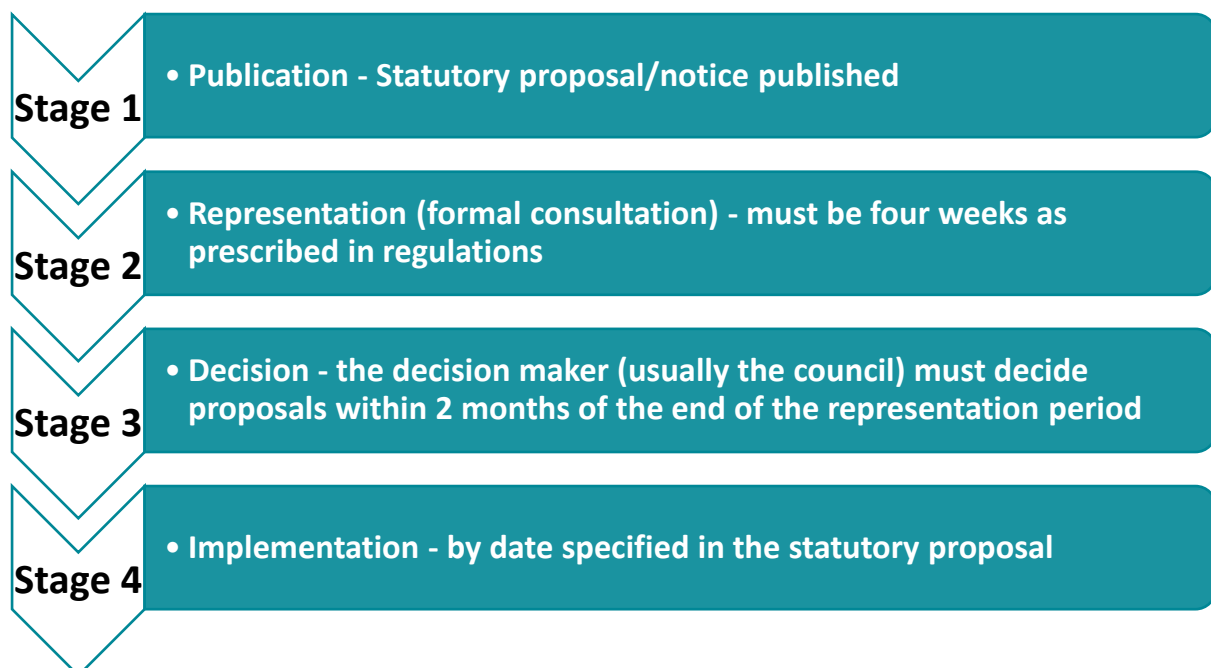 Stage 1
• Publication - Statutory proposal/notice published
Stage 2
• Representation (formal consultation) - must be four weeks as
prescribed in regulations
Stage 3
• Decision - the decision maker (usually the council) must decide
proposals within 2 months of the end of the representation period
Stage 4
• Implementation - by date specified in the statutory proposal